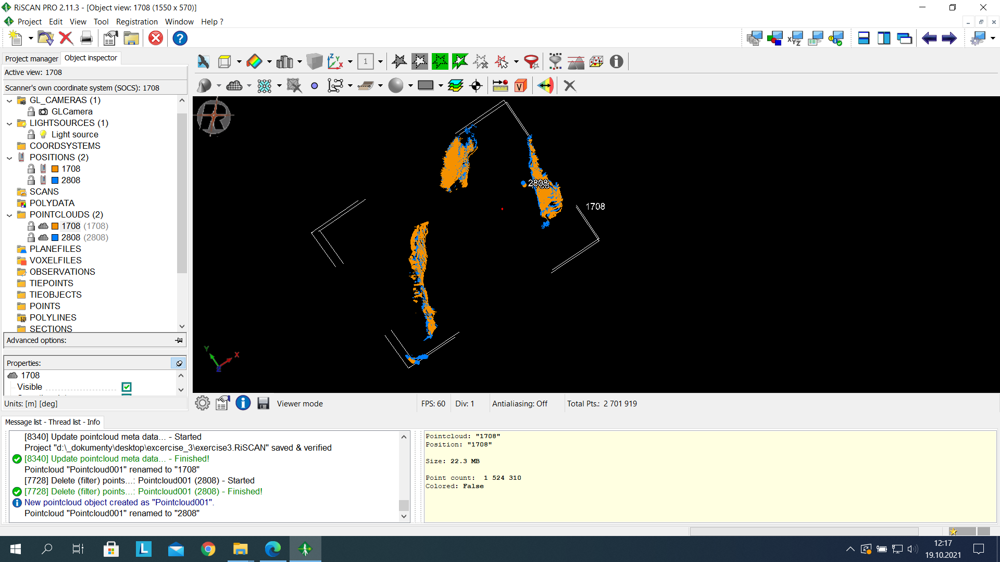 RiSCAN PRO 2.11.3 - [Object view: 1708 (1550 x 570)]
Project Edit View Tool Registration Window Help ?
XYZ
Project manager Object inspector
Active view: 1708
Scanner's own coordinate system (SOCS): 1708
GL_CAMERAS (1)
GLCamera
LIGHTSOURCES (1)
Light source
COORDSYSTEMS
POSITIONS (2)
1708
2808
SCANS
POLYDATA
POINTCLOUDS (2)
1708 (1708)
2808 (2808)
PLANEFILES
VOXELFILES
OBSERVATIONS
TIEPOINTS
TIEOBJECTS
POINTS
POLYLINES
SECTIONS
Advanced options:
Properties:
1708
Visible
Units: [m] [deg]
Z Y X
1
V
2808
1708
Y X Z
Viewer mode
FPS: 60
Div: 1
Antialiasing: Off
Total Pts.: 2 701 919
Message list - Thread list - Info
[8340] Update pointcloud meta data... - Started
Project "d:\_dokumenty\desktop\excercise_3\exercise3.RiSCAN" saved & verified
[8340] Update pointcloud meta data... - Finished!
Pointcloud "Pointcloud001" renamed to "1708"
[7728] Delete (filter) points...: Pointcloud001 (2808) - Started
[7728] Delete (filter) points...: Pointcloud001 (2808) - Finished!
New pointcloud object created as "Pointcloud001".
Pointcloud "Pointcloud001" renamed to "2808"
Pointcloud: "1708"
Position: "1708"
Size: 22.3 MB
Point count: 1 524 310
Colored: False
L
12:17
19.10.2021